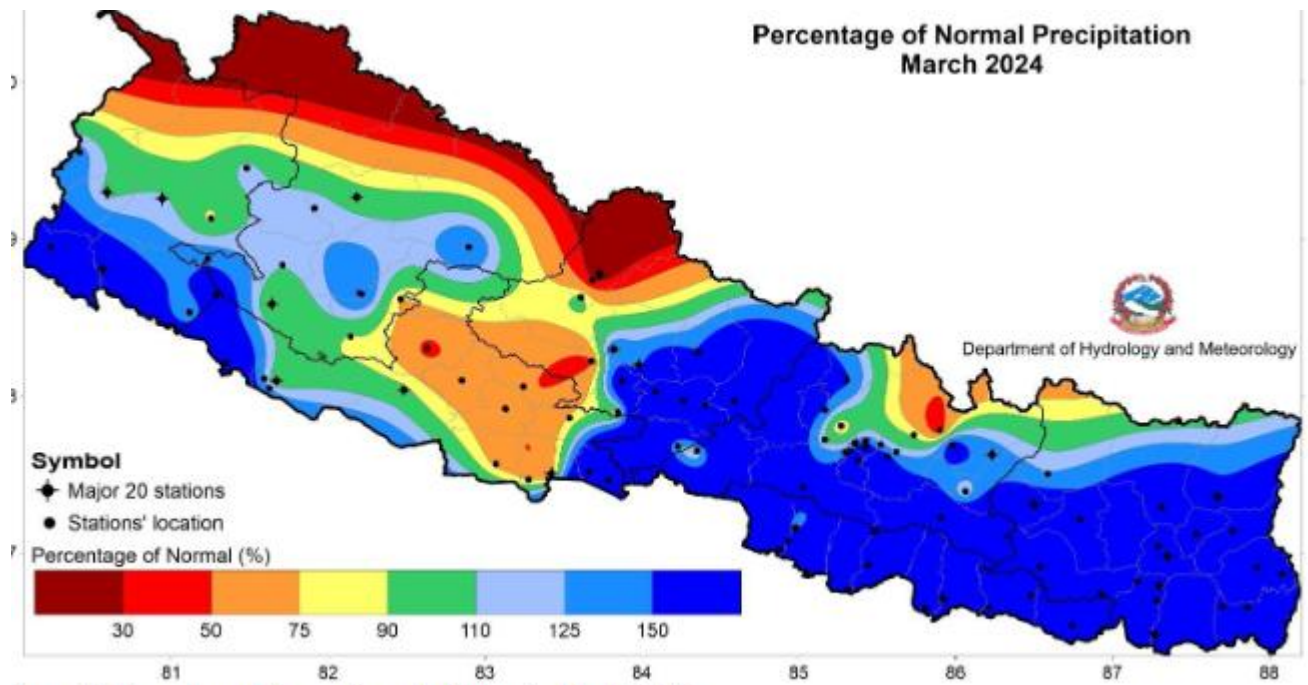 Percentage of Normal Precipitation
March 2024
Department of Hydrology and Meteorology
Symbol
Major 20 stations
Stations' location
Percentage of Normal (%)
30 50 75 90 110 125 150
81 82 83 84 85 86 87 88